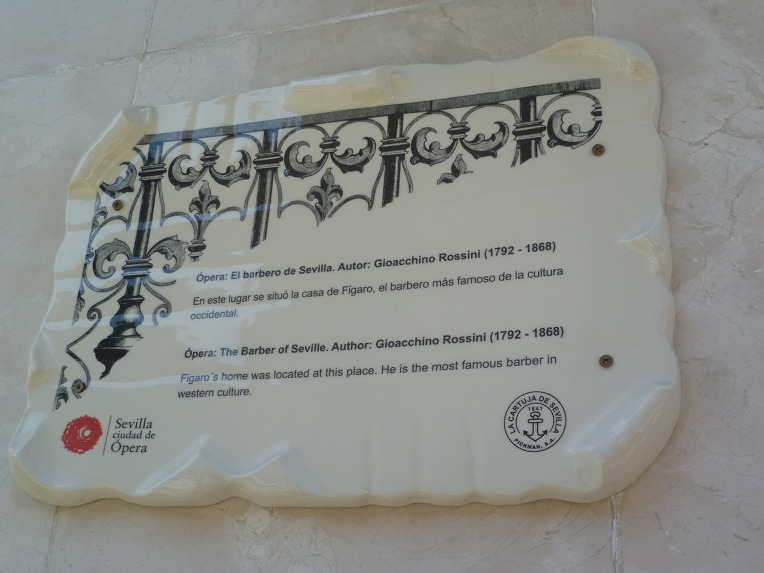 Ópera: El barbero de Sevilla. Autor: Gioacchino Rossini (1792 - 1868)
En este lugar se situó la casa de Fígaro, el barbero más famoso de la cultura
occidental.
Ópera: The Barber of Seville. Author: Gioacchino Rossini (1792 - 1868)
Figaro´s home was located at this place. He is the most famous barber in
western culture.
Sevilla
ciudad de
Ópera
LA CARTUJA DE SEVILLA
1841
PICKMAN, S.A.